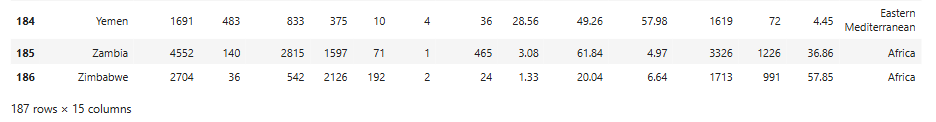 184 Yemen 1691 483 833 375 10 4 36 28.56 49.26 57.98 1619 72 4.45 Eastern
Mediterranean
185 Zambia 4552 140 2815 1597 71 1 465 3.08 61.84 4.97 3326 1226 36.86 Africa
186 Zimbabwe 2704 36 542 2126 192 2 24 1.33 20.04 6.64 1713 991 57.85 Africa
187 rows × 15 columns